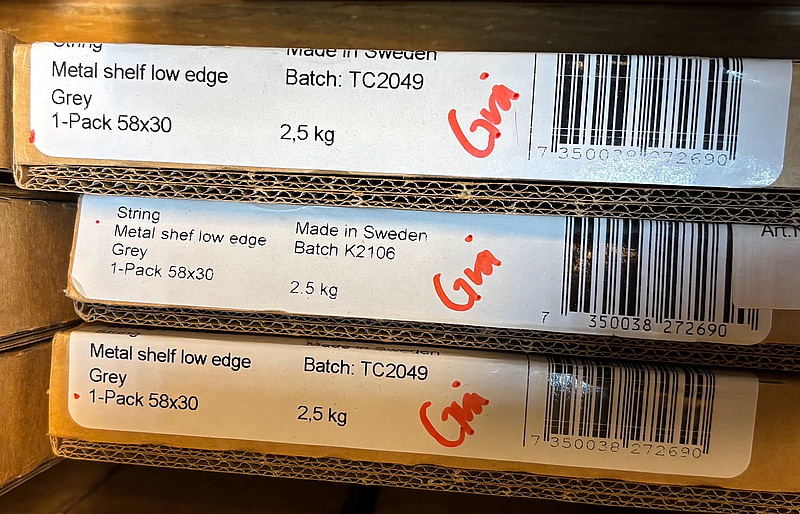 String
Made in Sweden
Metal shelf low edge
Batch: TC2049
Grey
1-Pack 58x30
2,5 kg
Grå
7 350038 272690
String
Made in Sweden
Metal shef low edge
Batch K2106
Grey
1-Pack 58x30
2.5 kg
Grå
7 350038 272690
Art.N
Metal shelf low edge
Batch: TC2049
Grey
1-Pack 58x30
2,5 kg
Grå
7 350038 272690